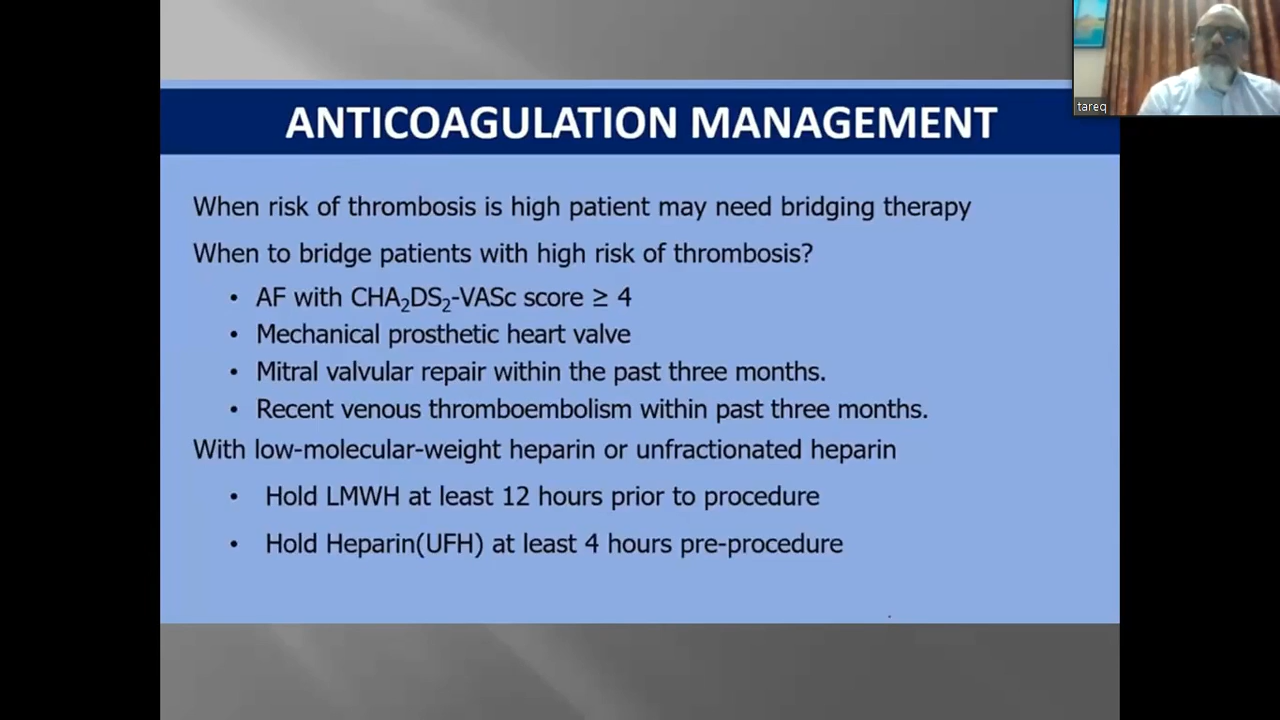 ANTICOAGULATION MANAGEMENT
tareq
When risk of thrombosis is high patient may need bridging therapy
When to bridge patients with high risk of thrombosis?
• AF with CHA₂DS₂-VASc score ≥ 4
• Mechanical prosthetic heart valve
• Mitral valvular repair within the past three months.
• Recent venous thromboembolism within past three months.
With low-molecular-weight heparin or unfractionated heparin
• Hold LMWH at least 12 hours prior to procedure
• Hold Heparin(UFH) at least 4 hours pre-procedure